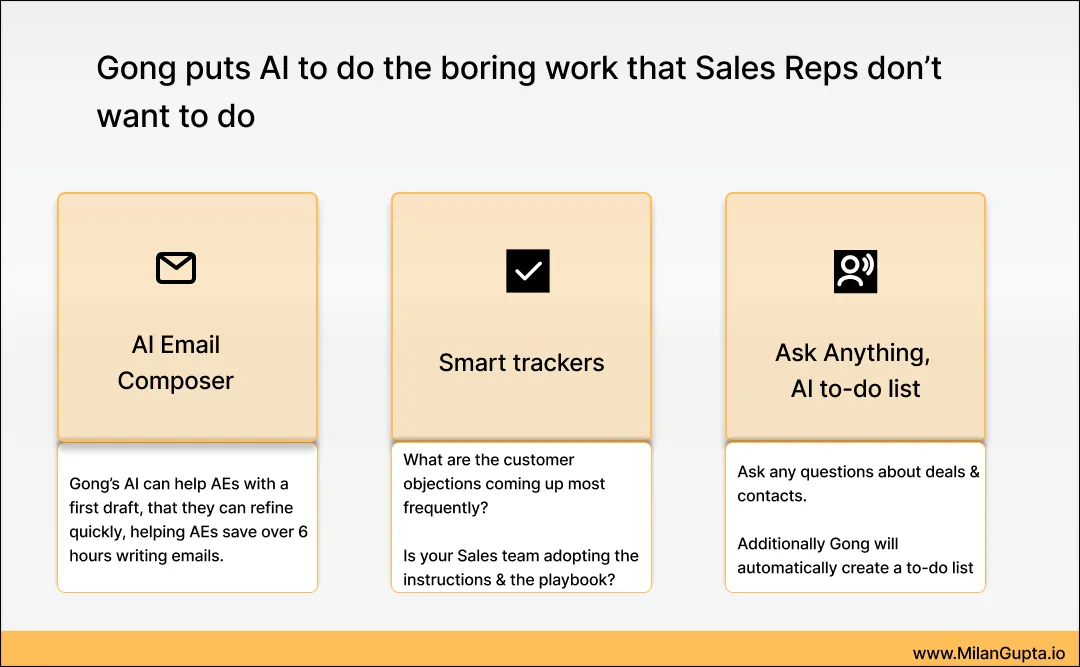 Gong puts AI to do the boring work that Sales Reps don’t
want to do
AI Email
Composer
Gong’s AI can help AEs with a
first draft, that they can refine
quickly, helping AEs save over 6
hours writing emails.
Smart trackers
What are the customer
objections coming up most
frequently?
Is your Sales team adopting the
instructions & the playbook?
Ask Anything,
AI to-do list
Ask any questions about deals &
contacts.
Additionally Gong will
automatically create a to-do list
www.MilanGupta.io